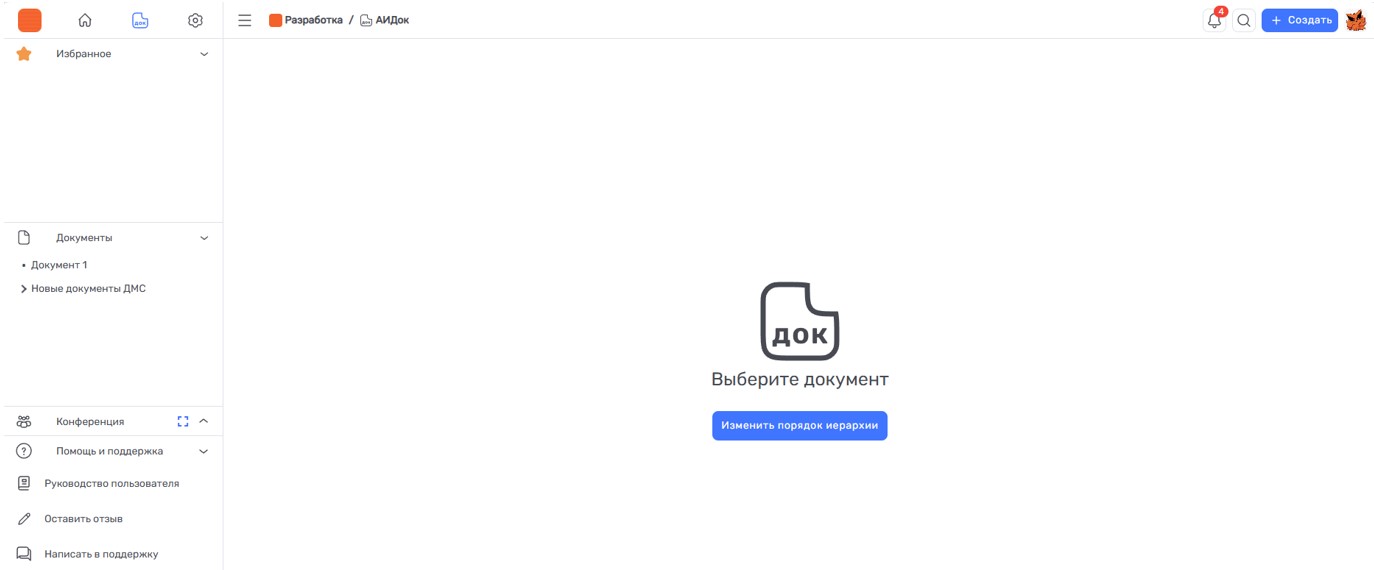 док
Разработка / АИДок
4
+ Создать
Избранное
Документы
• Документ 1
Новые документы ДМС
док
Выберите документ
Изменить порядок иерархии
Конференция
Помощь и поддержка
Руководство пользователя
Оставить отзыв
Написать в поддержку